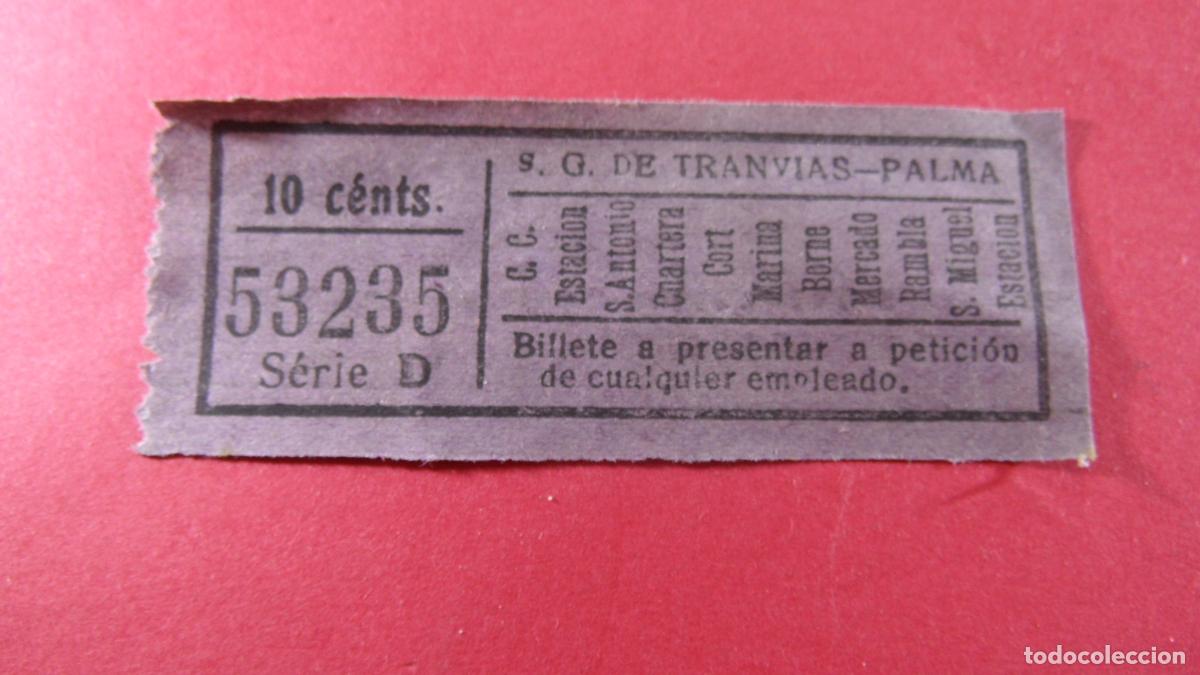 10 cénts.
53235
Série D
S. G. DE TRANVIAS—PALMA
C. C.
Estacion
S. Antonio
Cuartera
Cort
Marina
Borne
Mercado
Rambla
S. Miguel
Estacion
Billete a presentar a petición
de cualquier empleado.
todocoleccion